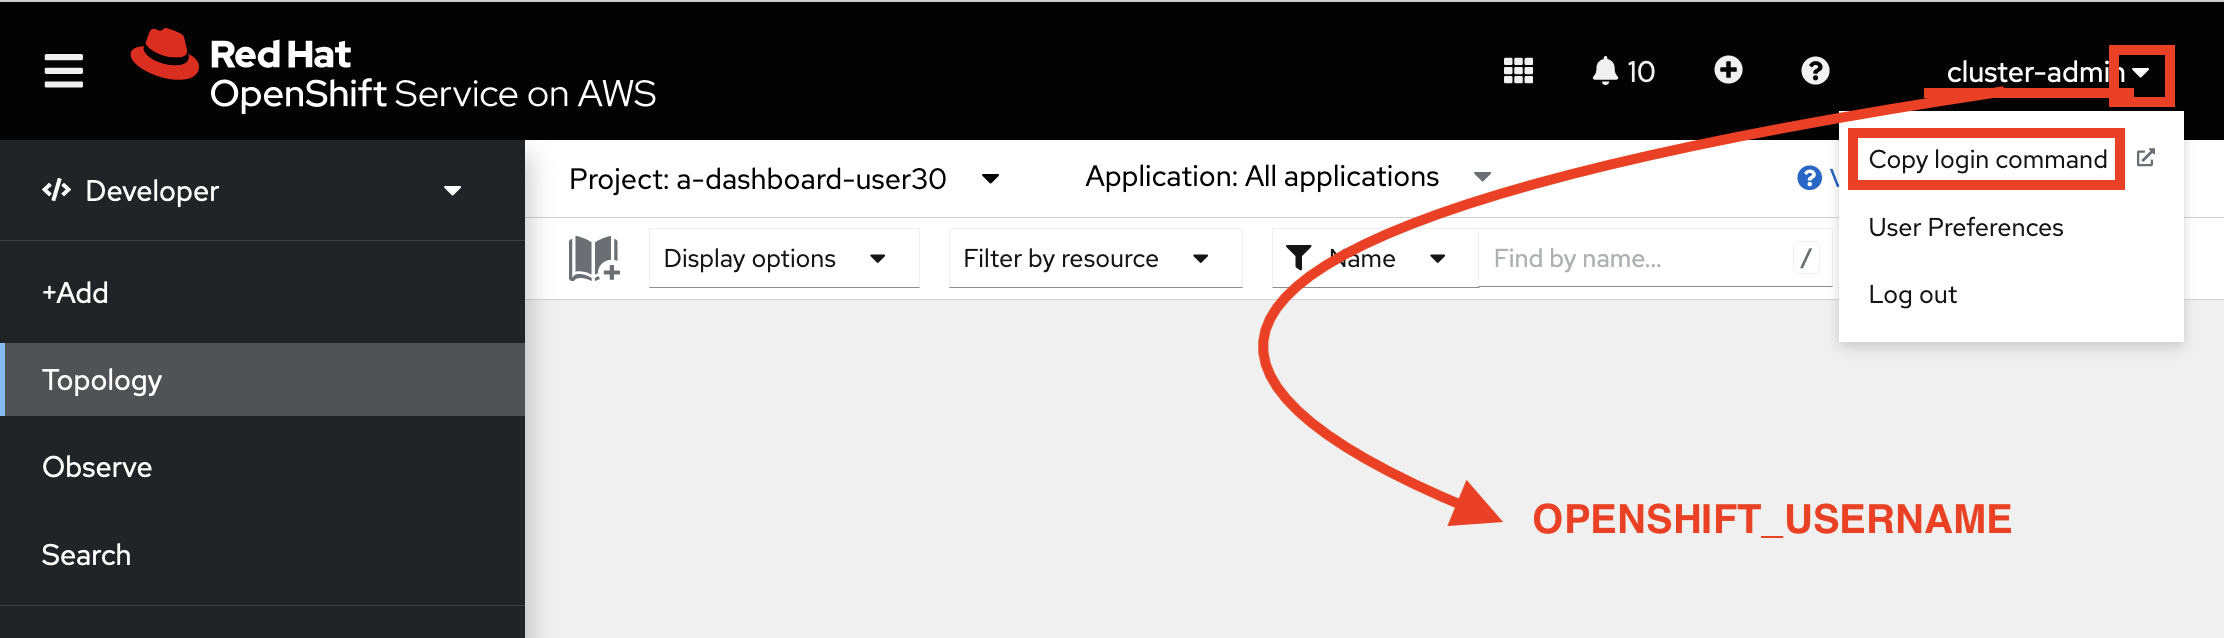 Red Hat
OpenShift Service on AWS
10
cluster-admin
Copy login command
User Preferences
Log out
Developer
+Add
Topology
Observe
Search
Project: a-dashboard-user30
Application: All applications
Display options
Filter by resource
Name
Find by name...
/
OPENSHIFT_USERNAME